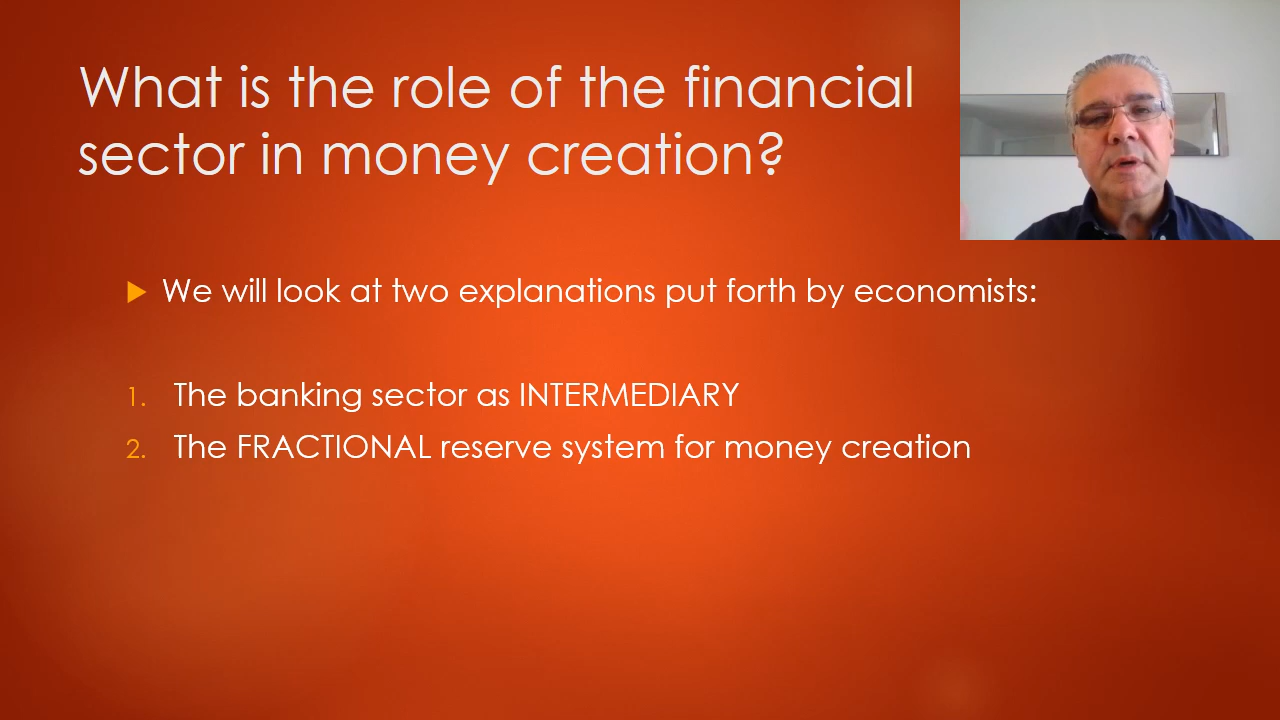 What is the role of the financial
sector in money creation?
We will look at two explanations put forth by economists:
1. The banking sector as INTERMEDIARY
2. The FRACTIONAL reserve system for money creation